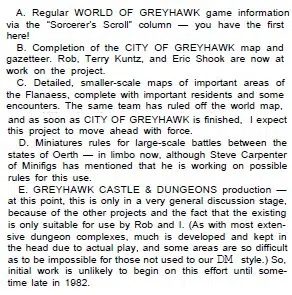 A. Regular WORLD OF GREYHAWK game information
via the "Sorcerer's Scroll" column — you have the first
here!
B. Completion of the CITY OF GREYHAWK map and
gazetteer. Rob, Terry Kuntz, and Eric Shook are now at
work on the project.
C. Detailed, smaller-scale maps of important areas of
the Flanaess, complete with important residents and some
encounters. The same team has ruled off the world map,
and as soon as CITY OF GREYHAWK is finished, I expect
this project to move ahead with force.
D. Miniatures rules for large-scale battles between the
states of Oerth — in limbo now, although Steve Carpenter
of Minifigs has mentioned that he is working on possible
rules for this use.
E. GREYHAWK CASTLE & DUNGEONS production —
at this point, this is only in a very general discussion stage,
because of the other projects and the fact that the existing
is only suitable for use by Rob and I. (As with most exten-
sive dungeon complexes, much is developed and kept in
the head due to actual play, and some areas are so difficult
as to be impossible for those not used to our DM style.) So,
initial work is unlikely to begin on this effort until some-
time late in 1982.